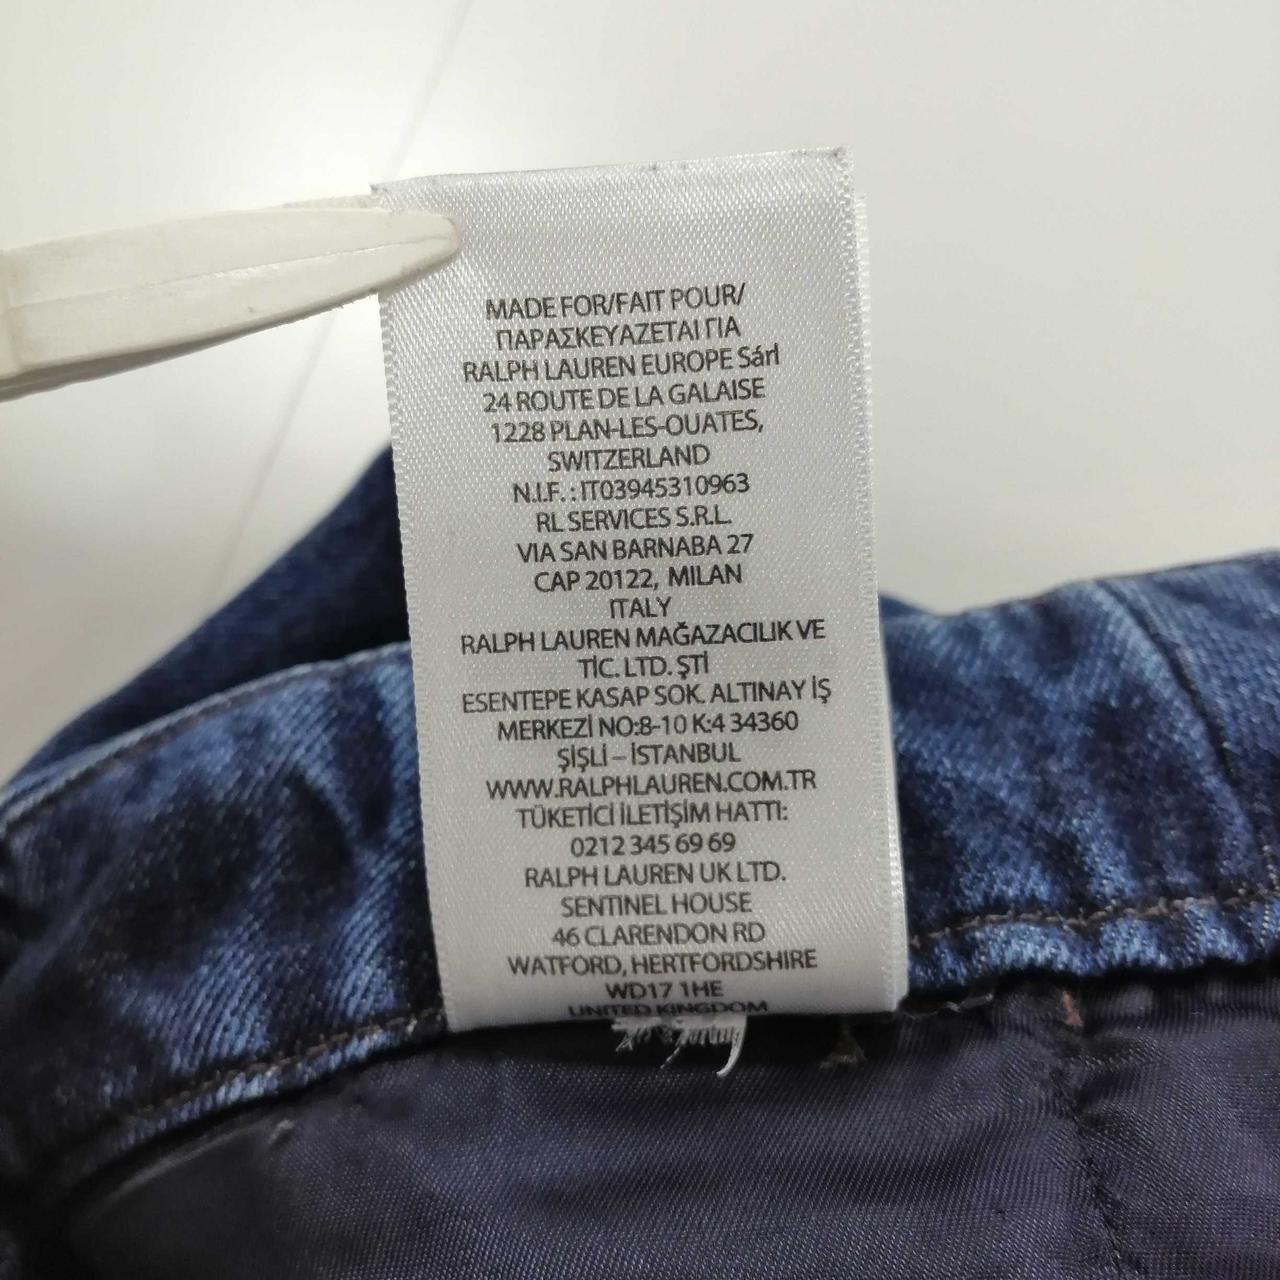 MADE FOR/FAIT POUR/
ΠΑΡΑΣΚΕΥΑΖΕΤΑΙ ΓΙΑ
RALPH LAUREN EUROPE Sárl
24 ROUTE DE LA GALAISE
1228 PLAN-LES-OUATES,
SWITZERLAND
N.I.F. : IT03945310963
RL SERVICES S.R.L.
VIA SAN BARNABA 27
CAP 20122, MILAN
ITALY
RALPH LAUREN MAĞAZACILIK VE
TİC. LTD. ŞTİ
ESENTEPE KASAP SOK. ALTINAY İŞ
MERKEZİ NO:8-10 K:4 34360
ŞİŞLİ – İSTANBUL
WWW.RALPHLAUREN.COM.TR
TÜKETİCİ İLETİŞİM HATTI:
0212 345 69 69
RALPH LAUREN UK LTD.
SENTINEL HOUSE
46 CLARENDON RD
WATFORD, HERTFORDSHIRE
WD17 1HE
UNITED KINGDOM